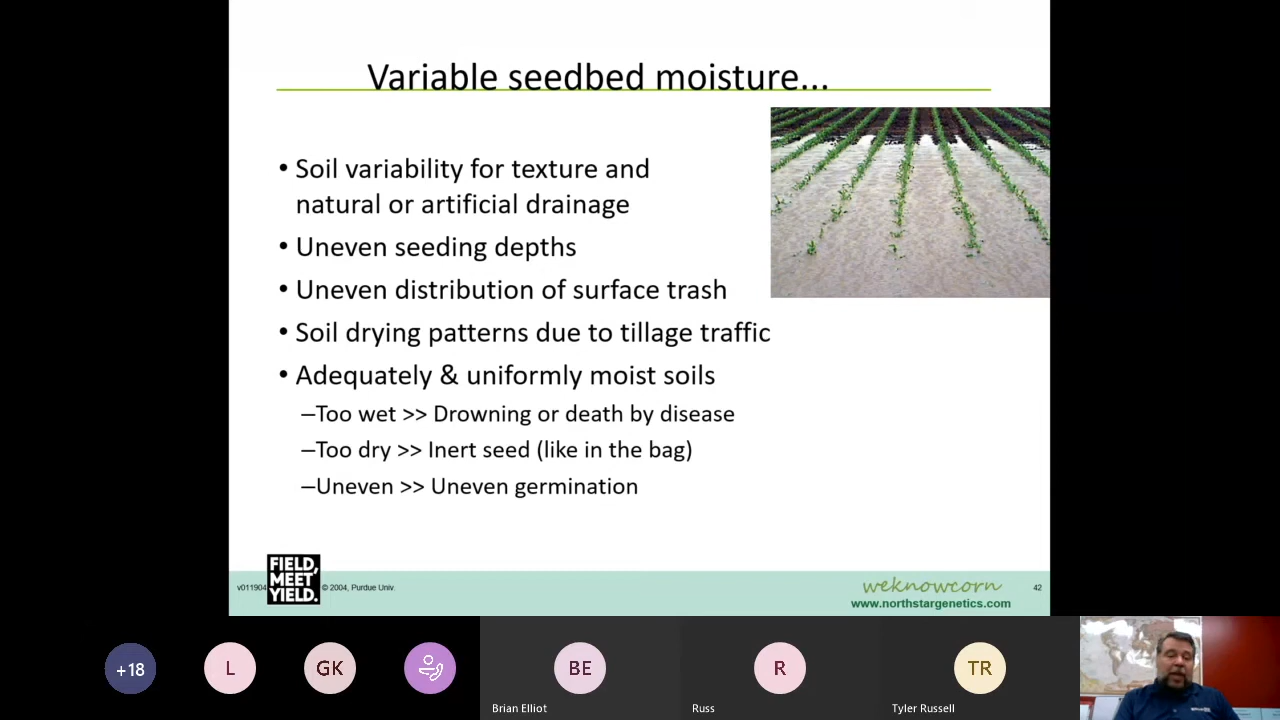 Variable seedbed moisture...
• Soil variability for texture and
natural or artificial drainage
• Uneven seeding depths
• Uneven distribution of surface trash
• Soil drying patterns due to tillage traffic
• Adequately & uniformly moist soils
–Too wet >> Drowning or death by disease
–Too dry >> Inert seed (like in the bag)
–Uneven >> Uneven germination
FIELD,
MEET
YIELD.
v011904
© 2004, Purdue Univ.
weknowcorn
42
www.northstargenetics.com
+18
L
GK
BE
R
TR
Brian Elliot
Russ
Tyler Russell